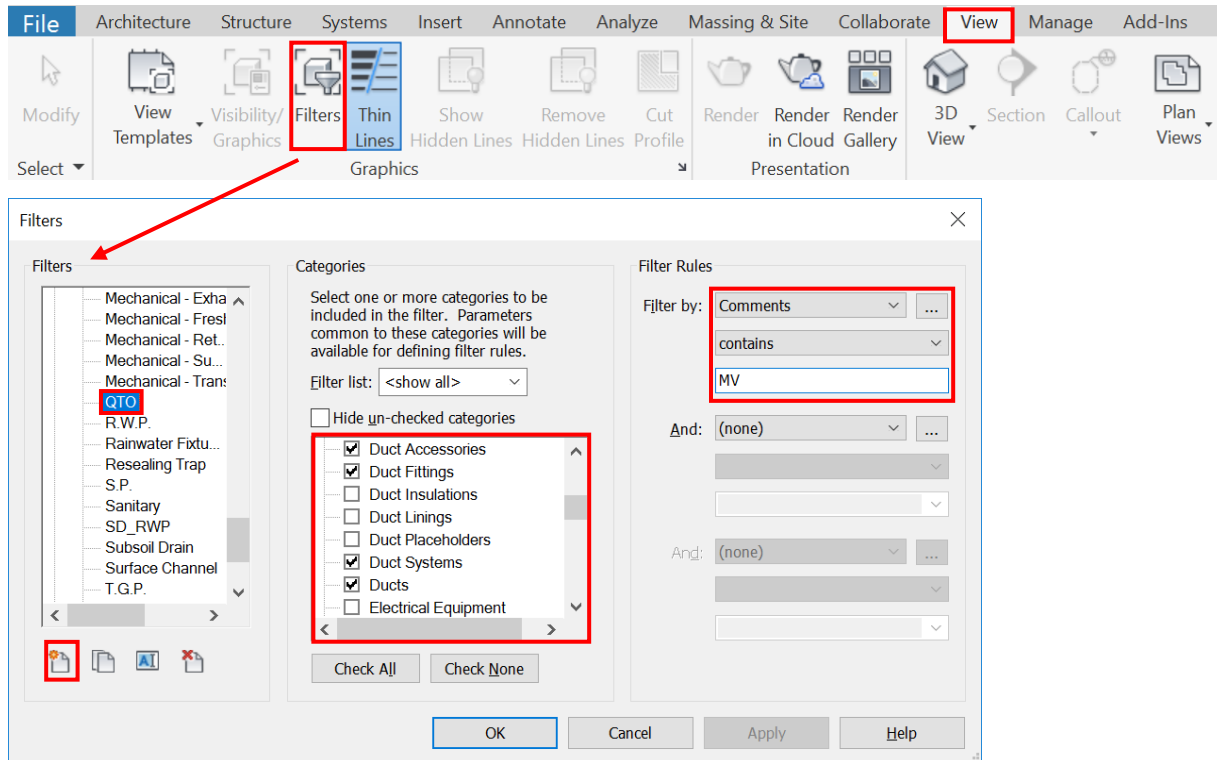 File Architecture Structure Systems Insert Annotate Analyze Massing & Site Collaborate View Manage Add-Ins
Modify
View Templates
Visibility/ Graphics
Filters
Thin Lines
Show Hidden Lines
Remove Hidden Lines
Cut Profile
Render
Render in Cloud
Render Gallery
3D View
Section
Callout
Plan Views
Select
Graphics
Presentation
Filters
Filters
Mechanical - Exha
Mechanical - Fresh
Mechanical - Ret...
Mechanical - Su...
Mechanical - Trans
QTO
R.W.P.
Rainwater Fixtu...
Resealing Trap
S.P.
Sanitary
SD_RWP
Subsoil Drain
Surface Channel
T.G.P.
AI
Categories
Select one or more categories to be
included in the filter. Parameters
common to these categories will be
available for defining filter rules.
Filter list: <show all>
Hide un-checked categories
Duct Accessories
Duct Fittings
Duct Insulations
Duct Linings
Duct Placeholders
Duct Systems
Ducts
Electrical Equipment
Check All Check None
Filter Rules
Filter by: Comments ...
contains
MV
And: (none) ...
And: (none) ...
OK Cancel Apply Help